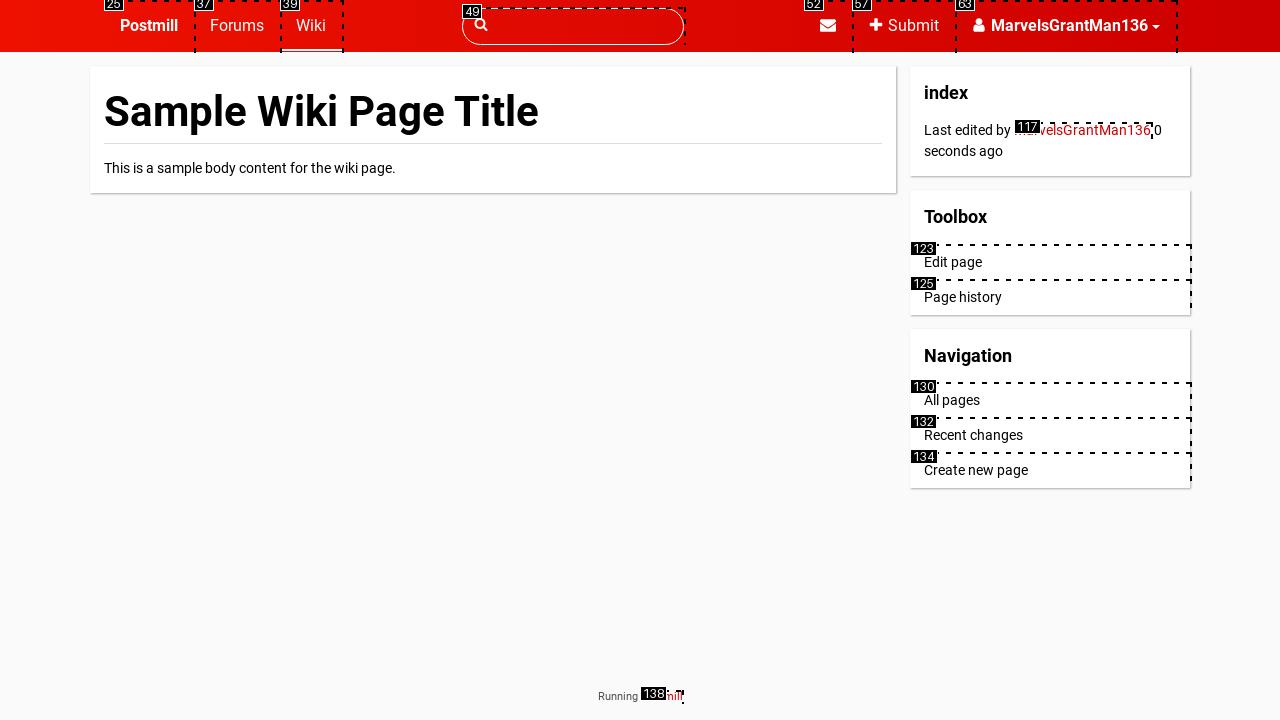 25 37 39 49 52 57 63
Postmill Forums Wiki Submit MarvelsGrantMan136
Sample Wiki Page Title
This is a sample body content for the wiki page.
index
Last edited by 117 velsGrantMan136 0
seconds ago
Toolbox
123
Edit page
125
Page history
Navigation
130
All pages
132
Recent changes
134
Create new page
Running 138 mill